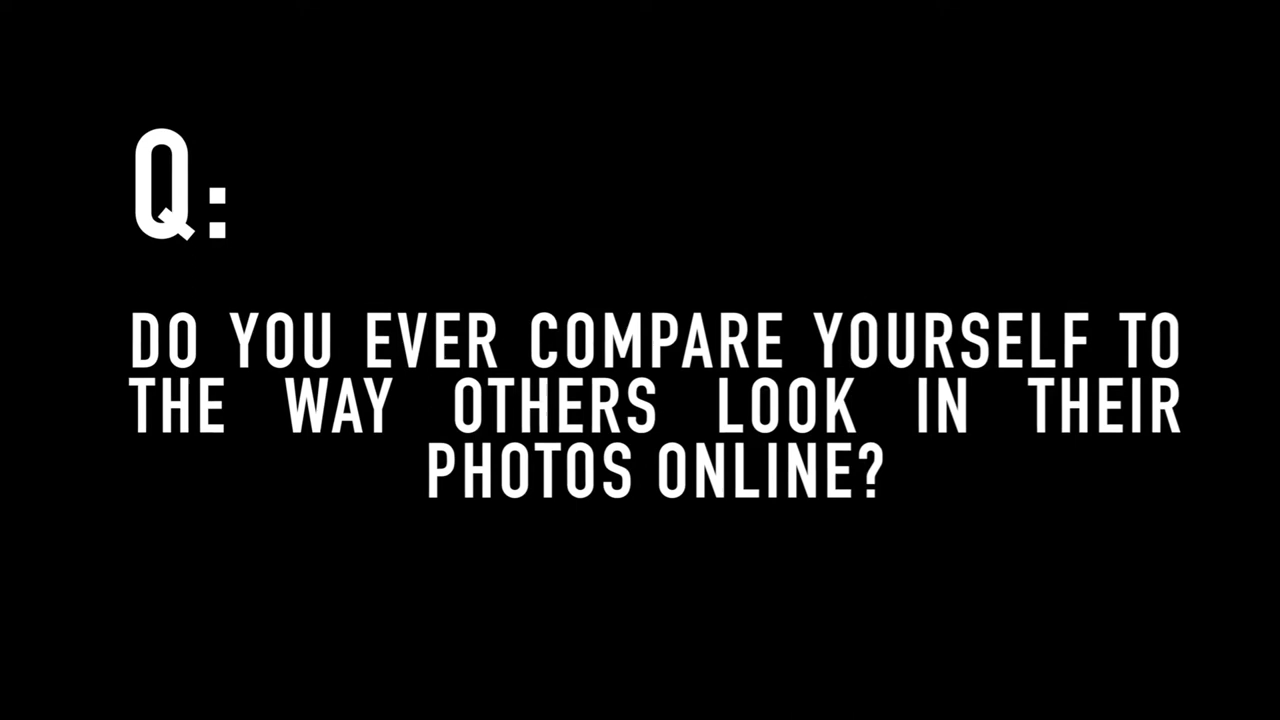 Q:
DO YOU EVER COMPARE YOURSELF TO
THE WAY OTHERS LOOK IN THEIR
PHOTOS ONLINE?